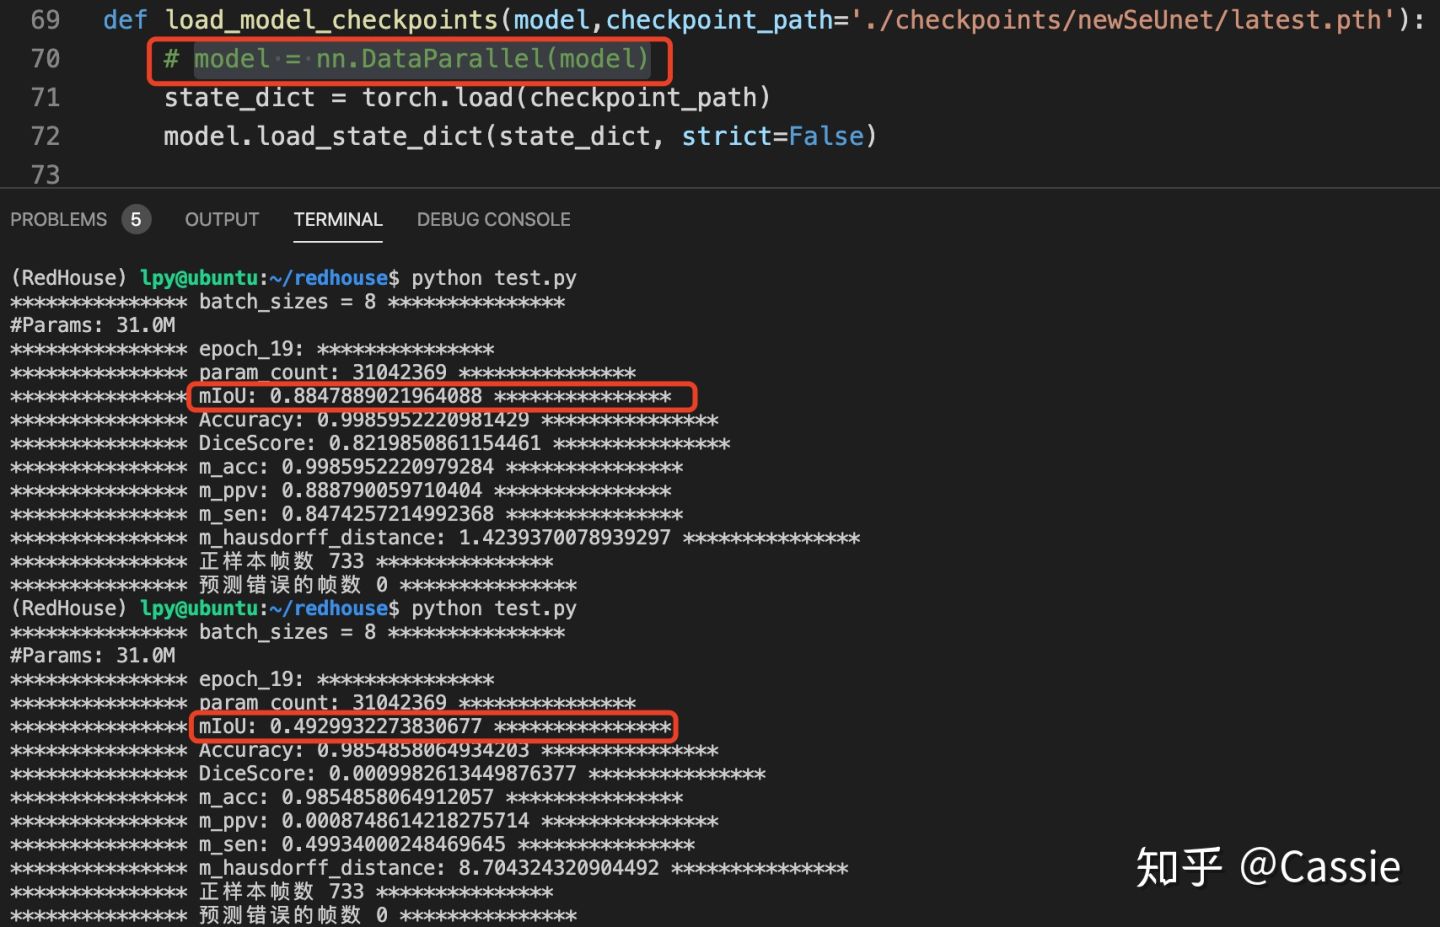 69 def load_model_checkpoints(model,checkpoint_path='./checkpoints/newSeUnet/latest.pth'):
70 # model = nn.DataParallel(model)
71 state_dict = torch.load(checkpoint_path)
72 model.load_state_dict(state_dict, strict=False)
73
PROBLEMS 5 OUTPUT TERMINAL DEBUG CONSOLE
(RedHouse) lpy@ubuntu:~/redhouse$ python test.py
*************** batch_sizes = 8 ***************
#Params: 31.0M
*************** epoch_19: ***************
*************** param_count: 31042369 ***************
*************** mIoU: 0.8847889021964088 ***************
*************** Accuracy: 0.9985952220981429 ***************
*************** DiceScore: 0.8219850861154461 ***************
*************** m_acc: 0.9985952220979284 ***************
*************** m_ppv: 0.888790059710404 ***************
*************** m_sen: 0.8474257214992368 ***************
*************** m_hausdorff_distance: 1.4239370078939297 ***************
*************** 正样本帧数 733 ***************
*************** 预测错误的帧数 0 ***************
(RedHouse) lpy@ubuntu:~/redhouse$ python test.py
*************** batch_sizes = 8 ***************
#Params: 31.0M
*************** epoch_19: ***************
*************** param_count: 31042369 ***************
*************** mIoU: 0.4929932273830677 ***************
*************** Accuracy: 0.9854858064934203 ***************
*************** DiceScore: 0.0009982613449876377 ***************
*************** m_acc: 0.9854858064912057 ***************
*************** m_ppv: 0.0008748614218275714 ***************
*************** m_sen: 0.49934000248469645 ***************
*************** m_hausdorff_distance: 8.704324320904492 ***************
*************** 正样本帧数 733 ***************
*************** 预测错误的帧数 0 ***************
知乎 @Cassie